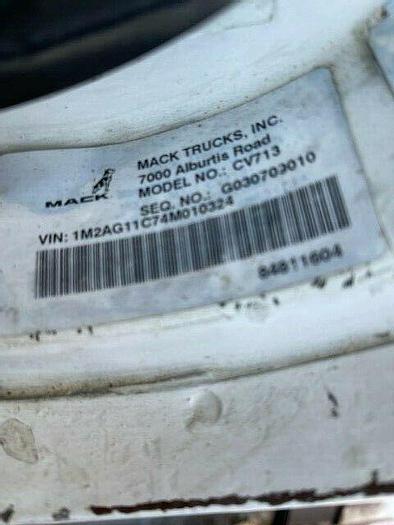 MACK
MACK TRUCKS, INC.
7000 Alburtis Road
MODEL NO.: CV713
SEQ. NO.: G030703010
VIN: 1M2AG11C74M010324
84811604